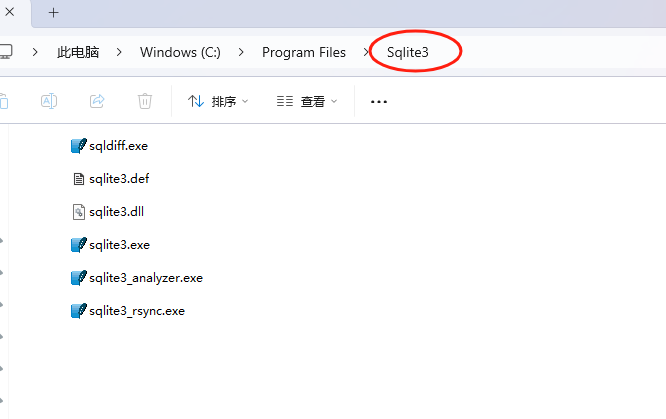 此电脑 Windows (C:) Program Files Sqlite3
排序 查看
sqldiff.exe
sqlite3.def
sqlite3.dll
sqlite3.exe
sqlite3_analyzer.exe
sqlite3_rsync.exe